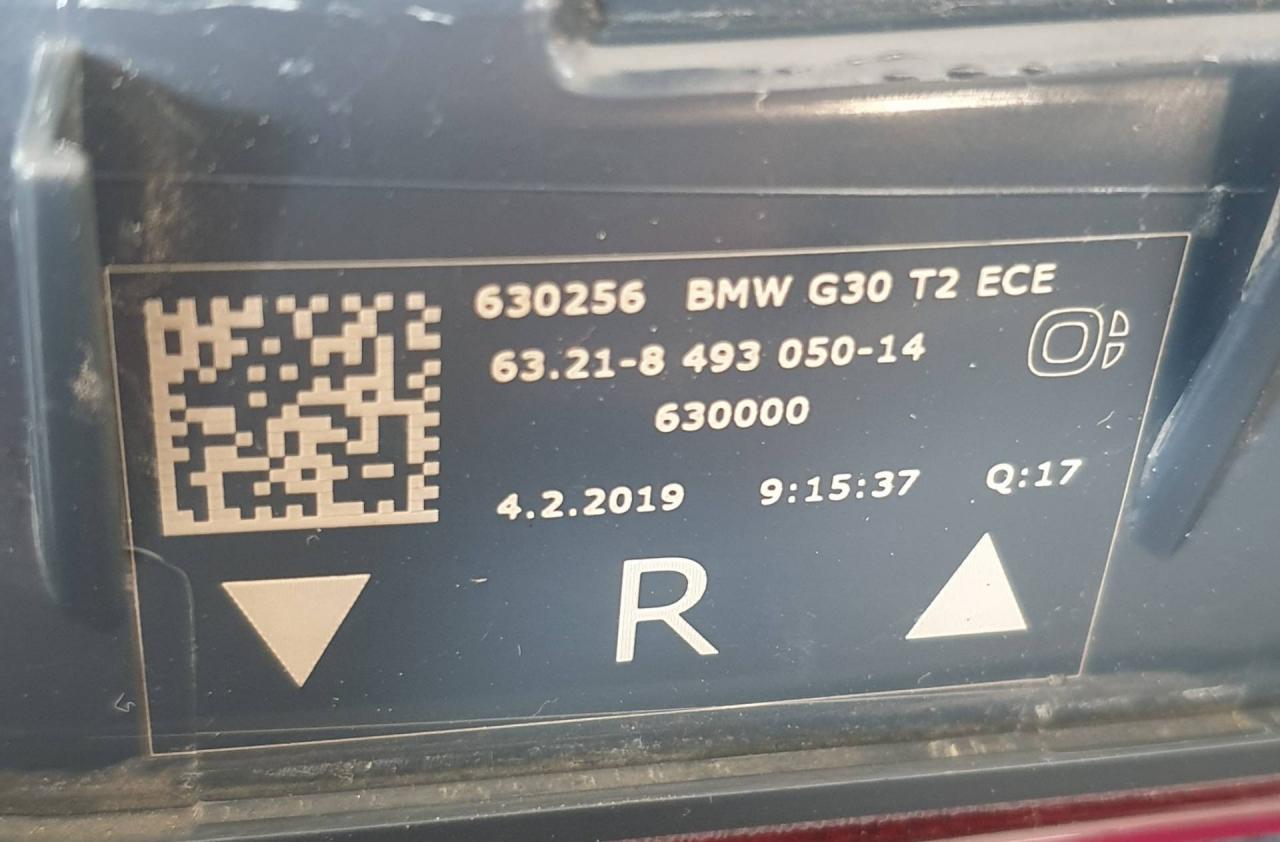 630256 BMW G30 T2 ECE
63.21-8 493 050-14
630000
4.2.2019 9:15:37 Q:17
R